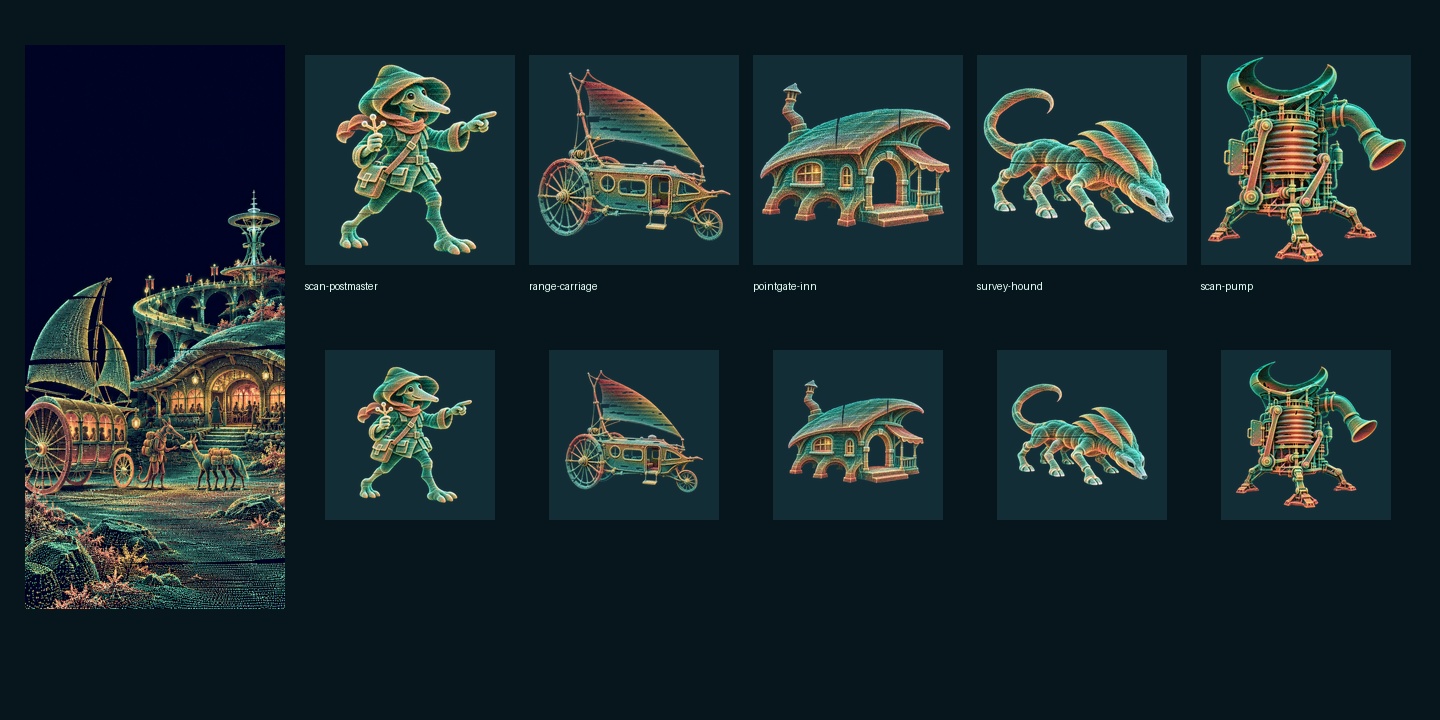 scan-postmaster
range-carriage
pointgate-inn
survey-hound
scan-pump